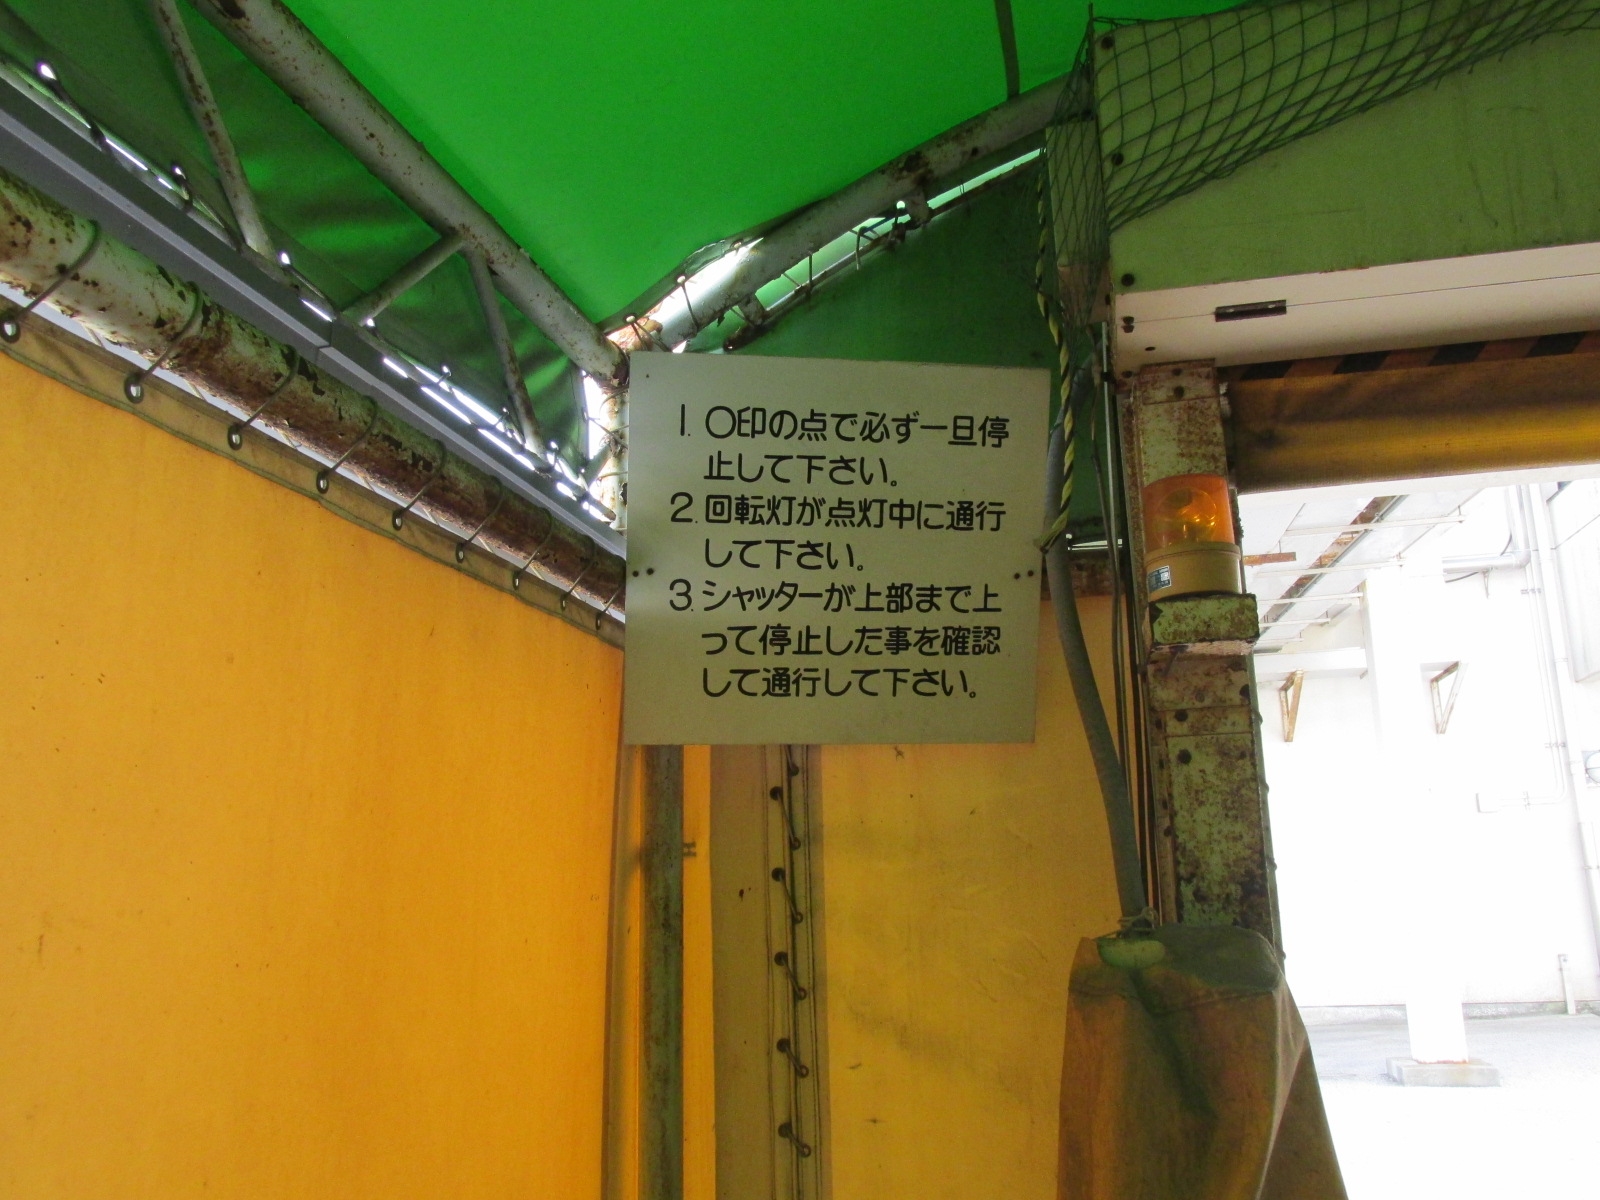 1. 〇印の点で必ず一旦停
止して下さい。
2. 回転灯が点灯中に通行
して下さい。
3. シャッターが上部まで上
って停止した事を確認
して通行して下さい。